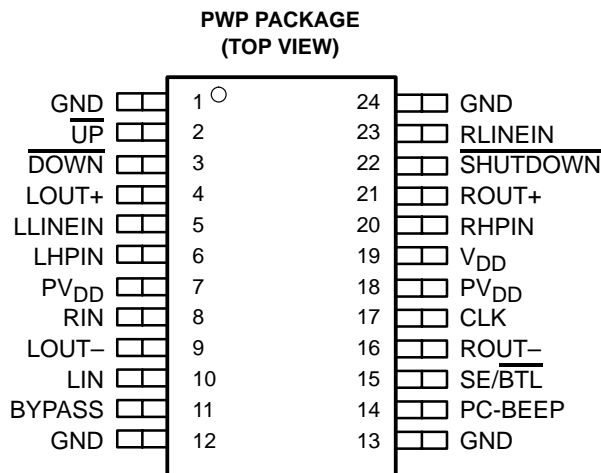 PWP PACKAGE
(TOP VIEW)
GND 1 24 GND
UP 2 23 RLINEIN
DOWN 3 22 SHUTDOWN
LOUT+ 4 21 ROUT+
LLINEIN 5 20 RHPIN
LHPIN 6 19 VDD
PVDD 7 18 PVDD
RIN 8 17 CLK
LOUT– 9 16 ROUT–
LIN 10 15 SE/BTL
BYPASS 11 14 PC-BEEP
GND 12 13 GND